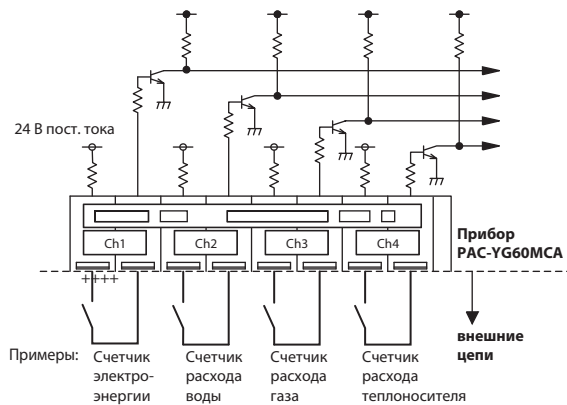 24 В пост. тока
Ch1 Ch2 Ch3 Ch4
Прибор
PAC-YG60MCA
++++
внешние
цепи
Примеры: Счетчик Счетчик Счетчик Счетчик
электро- расхода расхода расхода
энергии воды газа теплоносителя